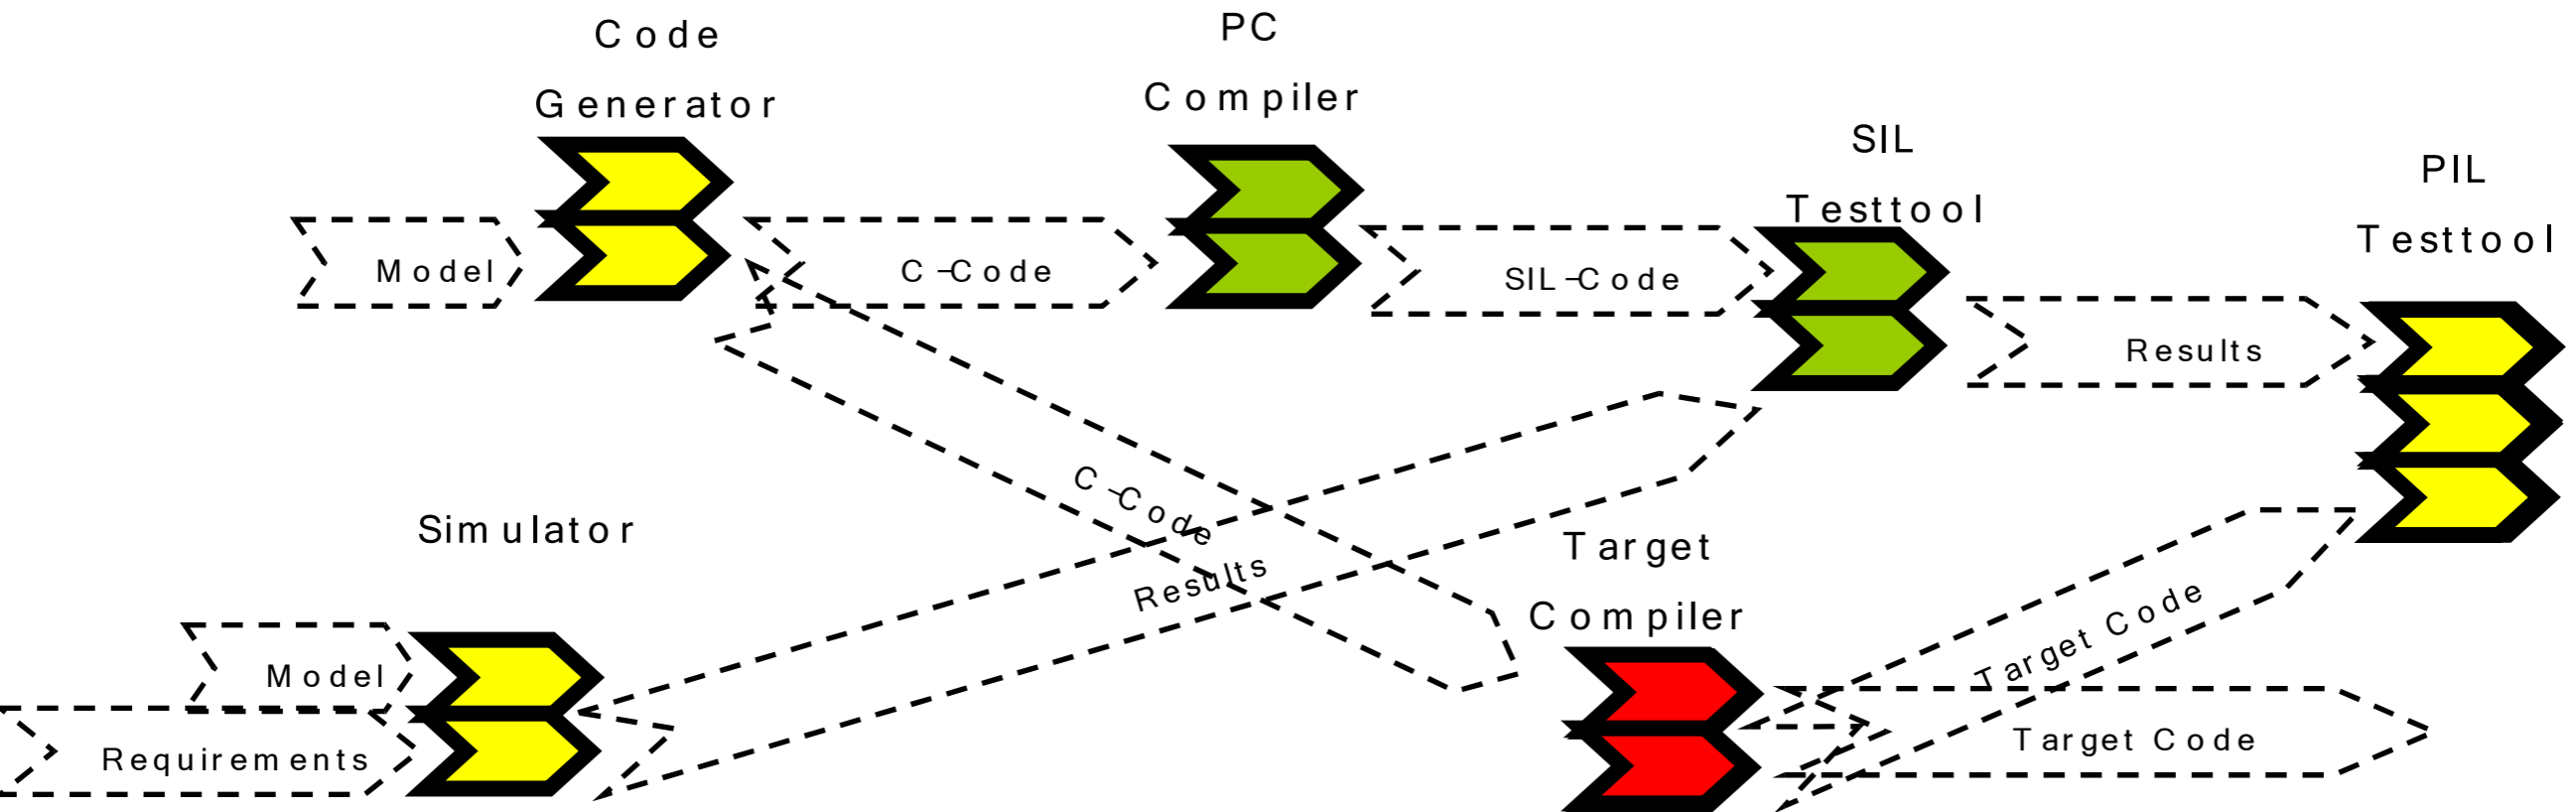 Code
Generator
PC
Compiler
SIL
Testtool
PIL
Testtool
Model
C-Code
SIL-Code
Results
C-Code
Results
Simulator
Target
Compiler
Model
Requirements
Target Code
Target Code